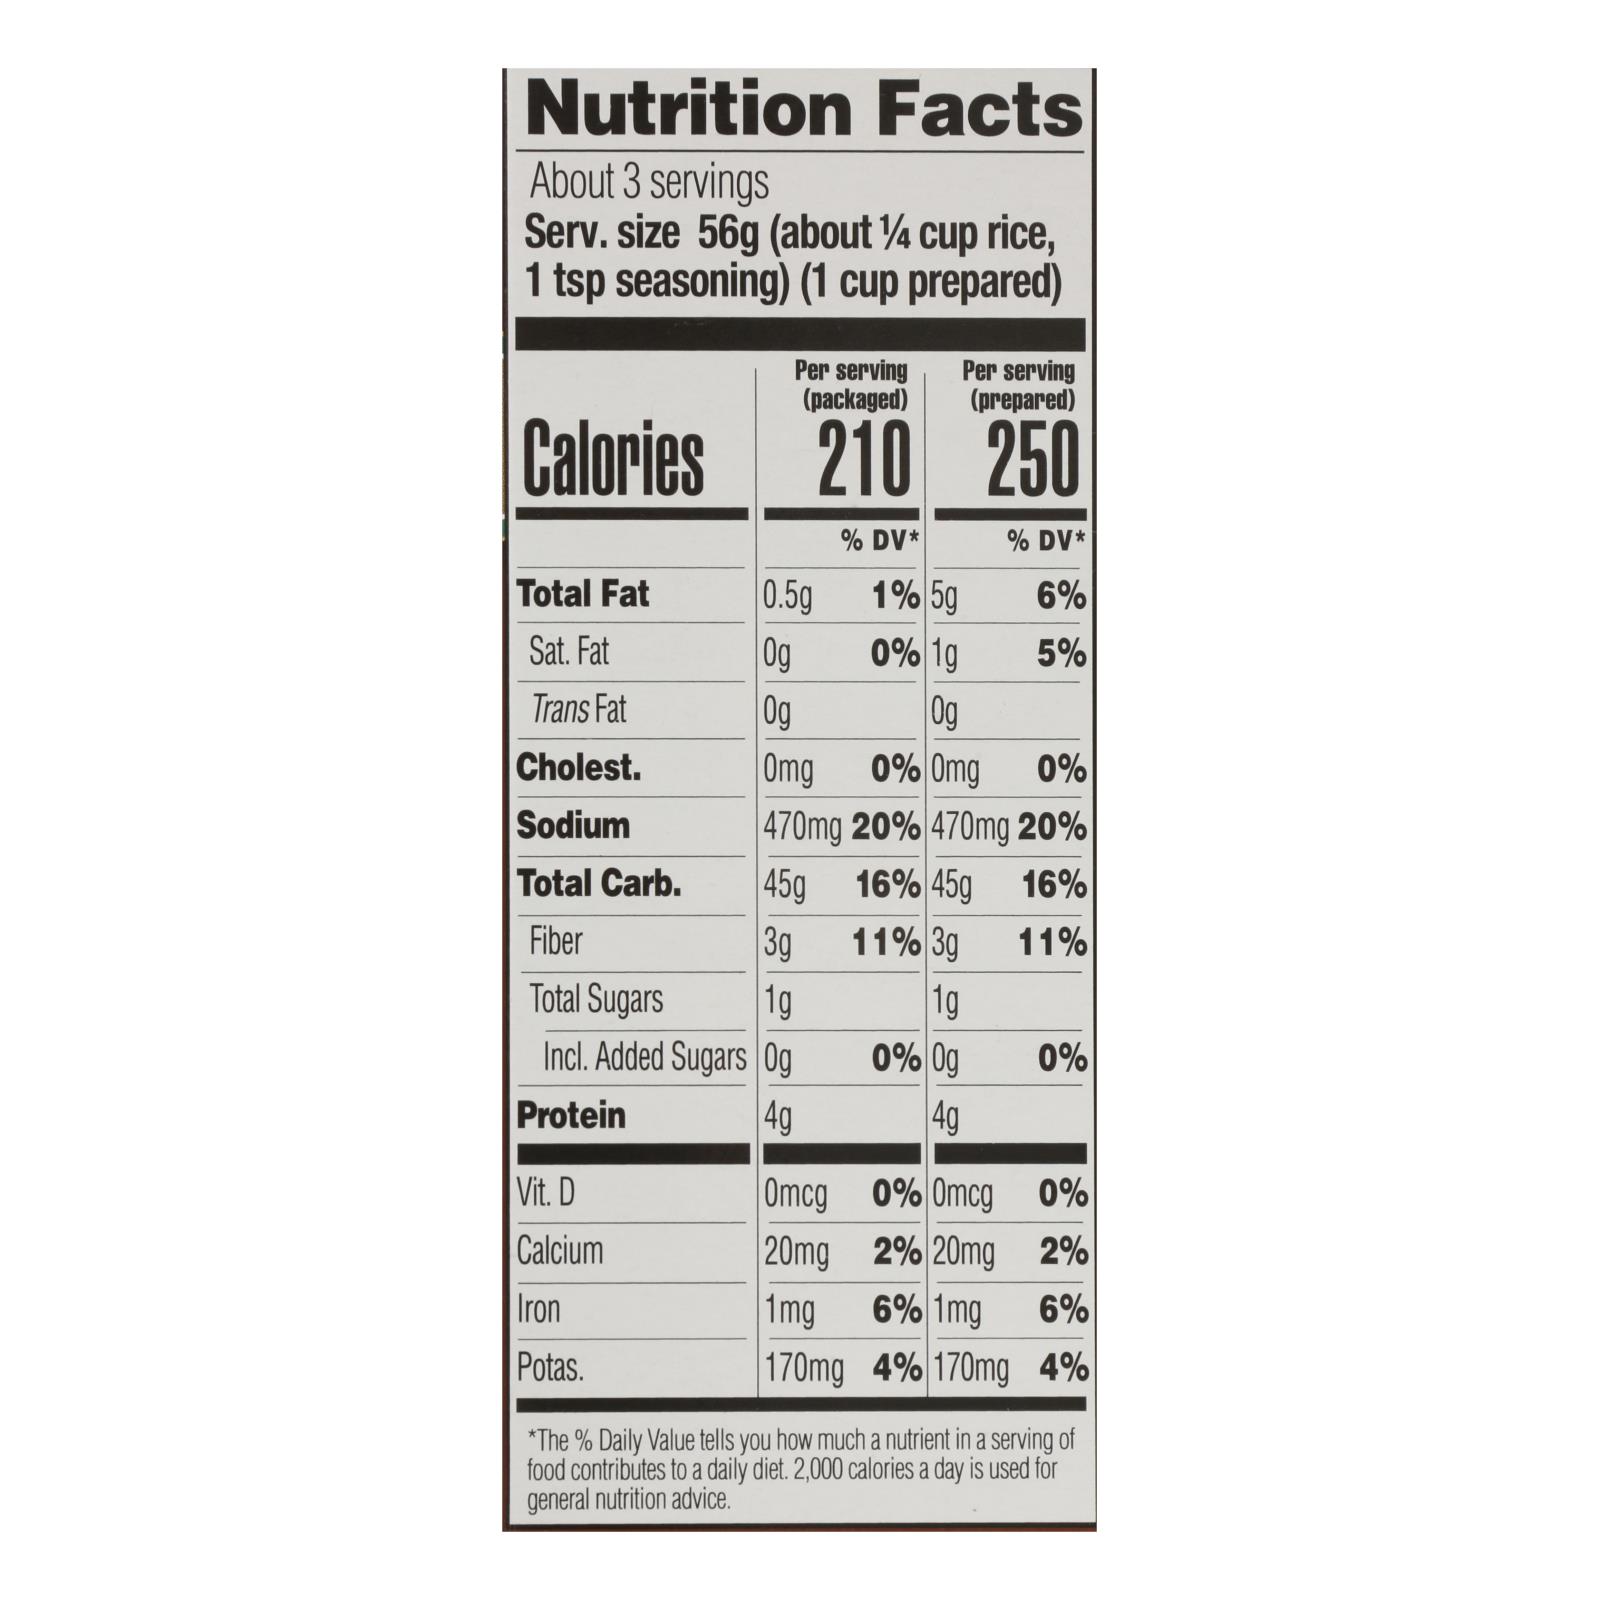 Nutrition Facts
About 3 servings
Serv. size 56g (about ¼ cup rice,
1 tsp seasoning) (1 cup prepared)
Per serving Per serving
(packaged) (prepared)
Calories 210 250
% DV* % DV*
Total Fat 0.5g 1% 5g 6%
Sat. Fat 0g 0% 1g 5%
Trans Fat 0g 0g
Cholest. 0mg 0% 0mg 0%
Sodium 470mg 20% 470mg 20%
Total Carb. 45g 16% 45g 16%
Fiber 3g 11% 3g 11%
Total Sugars 1g 1g
Incl. Added Sugars 0g 0% 0g 0%
Protein 4g 4g
Vit. D 0mcg 0% 0mcg 0%
Calcium 20mg 2% 20mg 2%
Iron 1mg 6% 1mg 6%
Potas. 170mg 4% 170mg 4%
*The % Daily Value tells you how much a nutrient in a serving of
food contributes to a daily diet. 2,000 calories a day is used for
general nutrition advice.